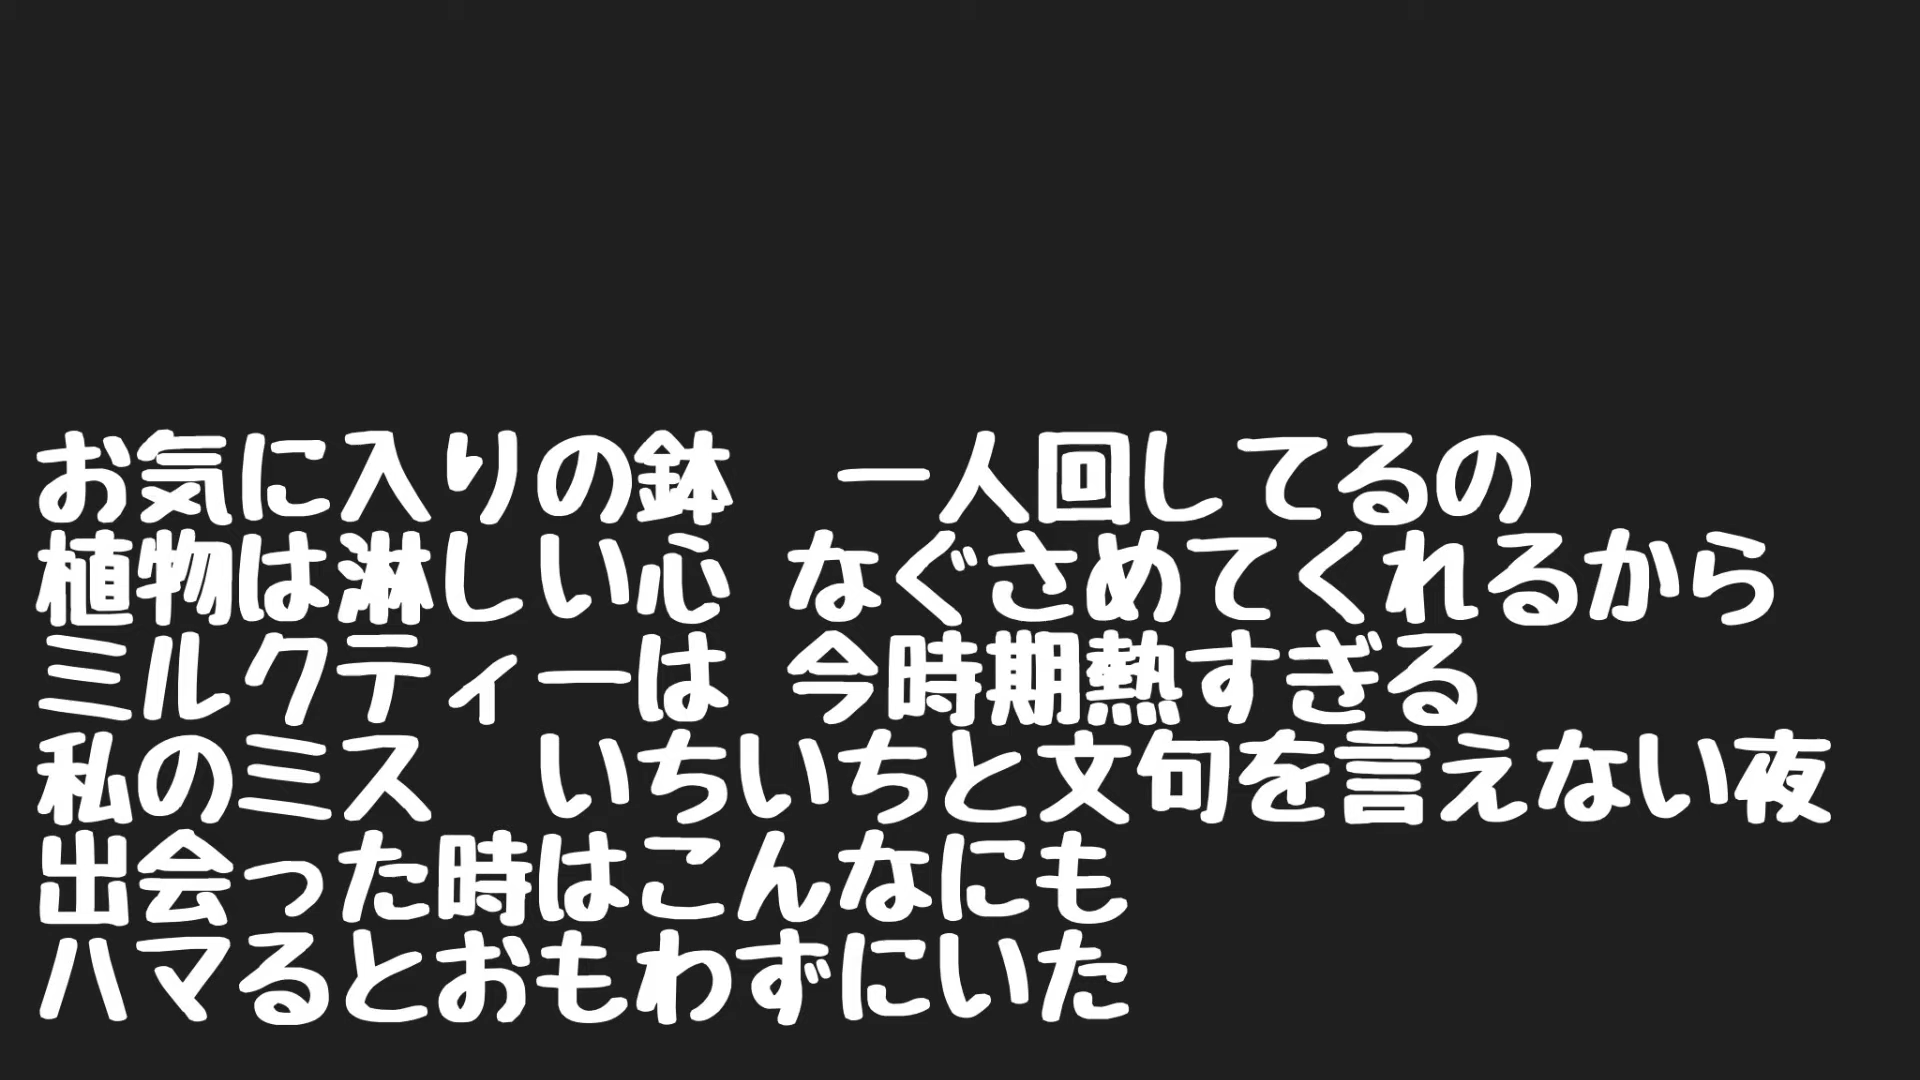 お気に入りの鉢　一人回してるの
植物は淋しい心 なぐさめてくれるから
ミルクティーは 今時期熱すぎる
私のミス　いちいちと文句を言えない夜
出会った時はこんなにも
ハマるとおもわずにいた